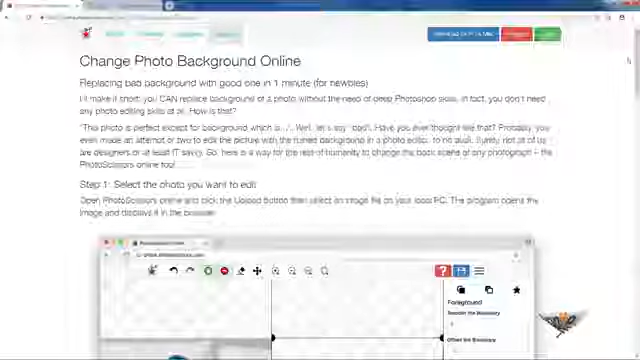 Change Photo Background Online
Replacing bad background with good one in 1 minute (for newbies)
I'll make it short: you CAN replace background of a photo without the need of deep Photoshop skills. In fact, you don't need
any photo editing skills at all. How is that?
"This photo is perfect except for background which is... Well, let's say "bad". Have you ever thought like that? Probably, you
even made an attempt or two to edit the picture with the ruined background in a photo editor, to no avail. Surely, not all of us
are designers or at least IT savvy. So, here is a way for the rest of humanity to change the back scene of any photograph – the
PhotoScissors online tool
Step 1: Select the photo you want to edit
Open PhotoScissors online and click the Upload button then select an image file on your local PC. The program opens the
image and displays it in the browser
Foreground